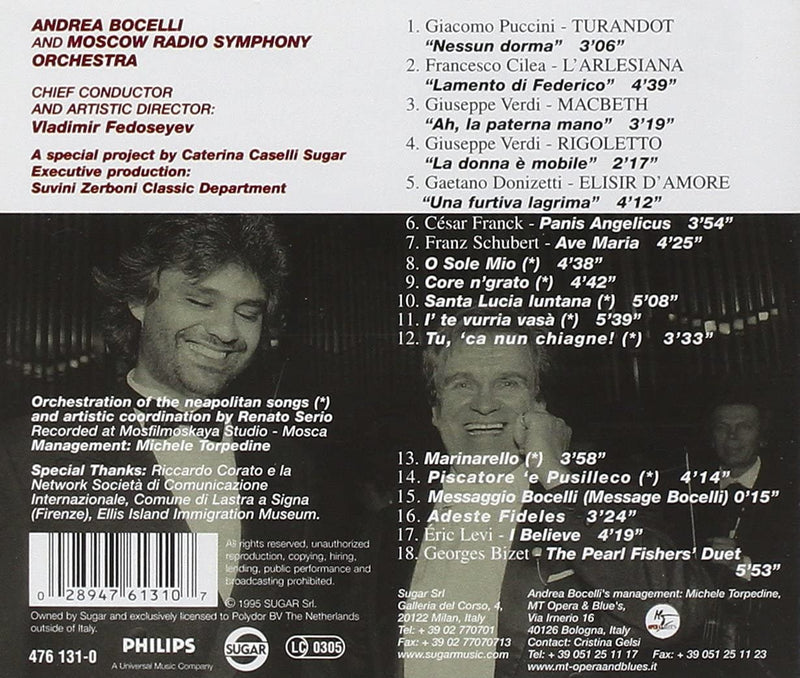 ANDREA BOCELLI
AND MOSCOW RADIO SYMPHONY
ORCHESTRA
CHIEF CONDUCTOR
AND ARTISTIC DIRECTOR:
Vladimir Fedoseyev
A special project by Caterina Caselli Sugar
Executive production:
Suvini Zerboni Classic Department
1. Giacomo Puccini - TURANDOT
“Nessun dorma” 3’06”
2. Francesco Cilea - L’ARLESIANA
“Lamento di Federico” 4’39”
3. Giuseppe Verdi - MACBETH
“Ah, la paterna mano” 3’19”
4. Giuseppe Verdi - RIGOLETTO
“La donna è mobile” 2’17”
5. Gaetano Donizetti - ELISIR D’AMORE
“Una furtiva lagrima” 4’12”
6. César Franck - Panis Angelicus 3’54”
7. Franz Schubert - Ave Maria 4’25”
8. O Sole Mio (*) 4’38”
9. Core n’grato (*) 4’42”
10. Santa Lucia luntana (*) 5’08”
11. I’ te vurria vasà (*) 5’39”
12. Tu, ‘ca nun chiagne! (*) 3’33”
13. Marinarello (*) 3’58”
14. Piscatore ‘e Pusilleco (*) 4’14”
15. Messaggio Bocelli (Message Bocelli) 0’15”
16. Adeste Fideles 3’24”
17. Éric Levi - I Believe 4’19”
18. Georges Bizet - The Pearl Fishers’ Duet
5’53”
Orchestration of the neapolitan songs (*)
and artistic coordination by Renato Serio
Recorded at Mosfilmoskaya Studio - Mosca
Management: Michele Torpedine
Special Thanks: Riccardo Corato e la
Network Società di Comunicazione
Internazionale, Comune di Lastra a Signa
(Firenze), Ellis Island Immigration Museum.
0 28947 61310 7
All rights reserved, unauthorized
reproduction, copying, hiring,
lending, public performance and
broadcasting prohibited.
© 1995 SUGAR Srl.
Owned by Sugar and exclusively licensed to Polydor BV The Netherlands
outside of Italy.
476 131-0
PHILIPS
A Universal Music Company
SUGAR
LC 0305
Sugar Srl
Galleria del Corso, 4,
20122 Milan, Italy
Tel: + 39 02 770701
Fax: + 39 02 77070713
www.sugarmusic.com
Andrea Bocelli’s management: Michele Torpedine,
MT Opera & Blue’s,
Via Irnerio 16
40126 Bologna, Italy
Contact: Cristina Gelsi
Tel: + 39 051 25 11 17 Fax: + 39 051 25 11 23
www.mt-operaandblues.it